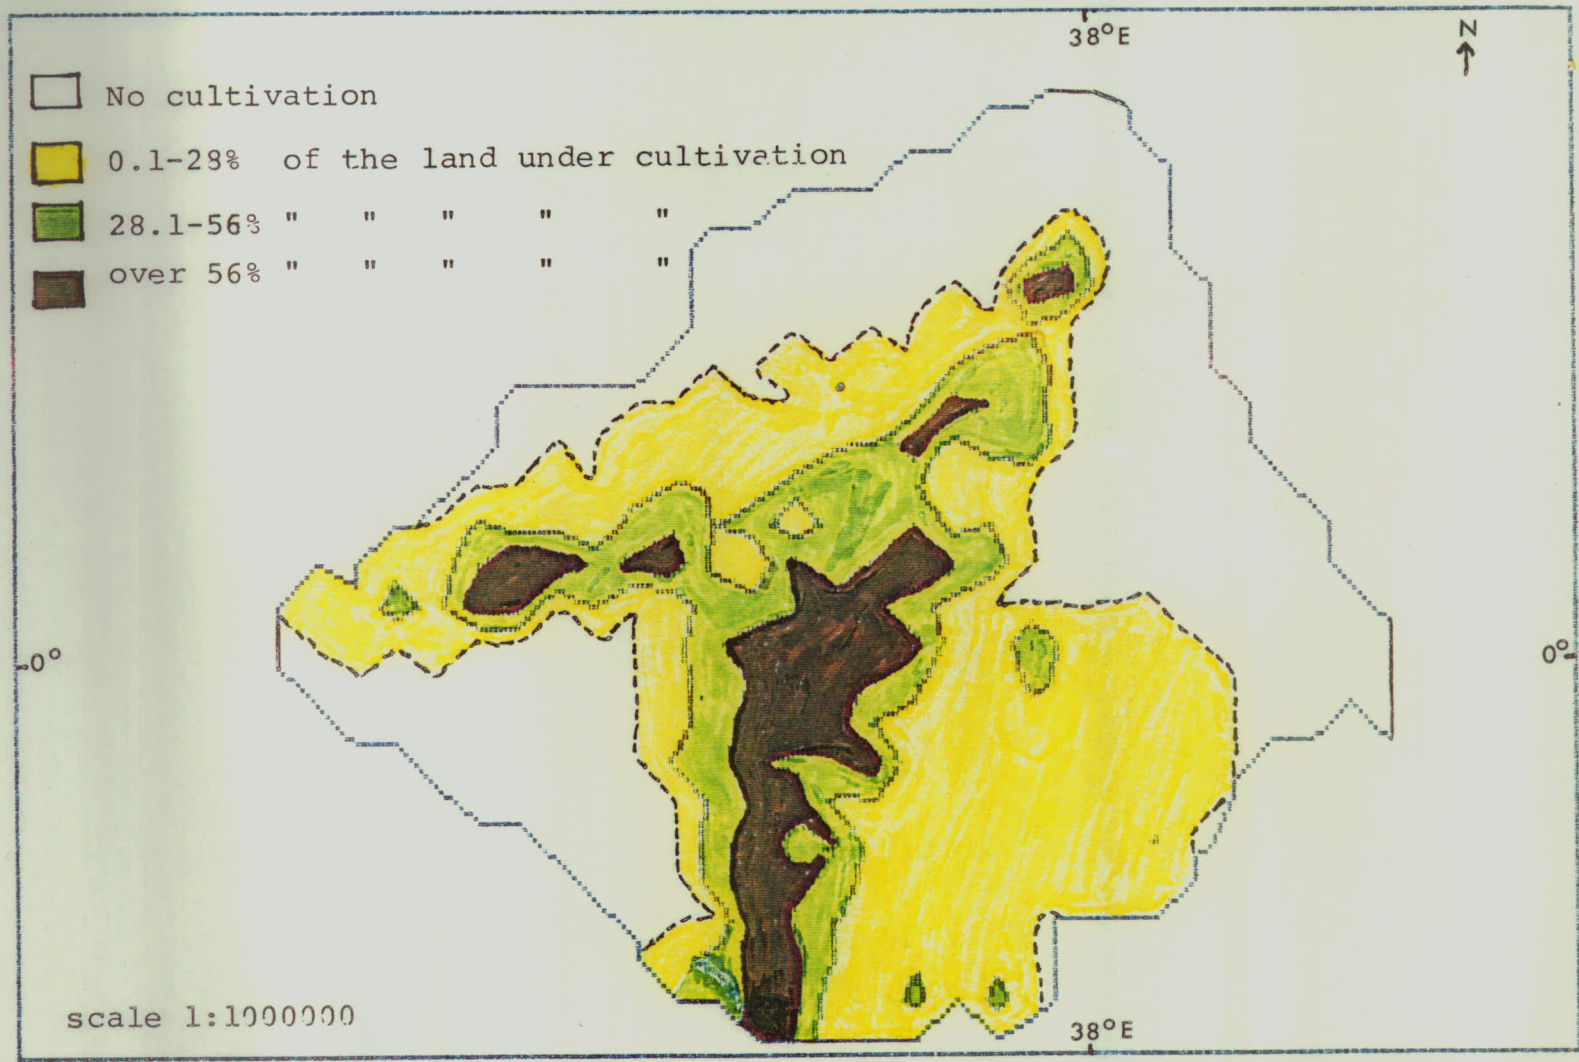 38°E
N
No cultivation
0.1-28% of the land under cultivation
28.1-56% " " " " "
over 56% " " " " "
0°
0°
scale 1:1000000
38°E